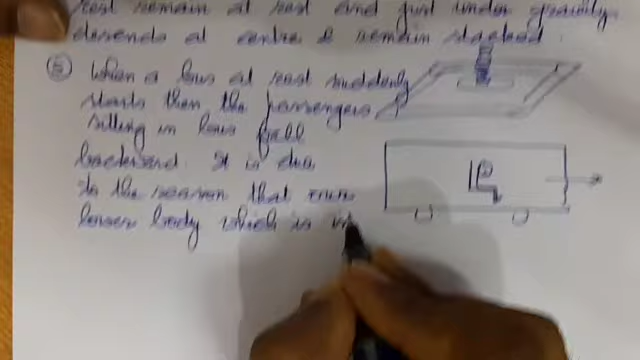 rest remain at rest and just under gravity
descends at centre & remain stacked.
(5) When a bus at rest suddenly
starts then the passengers
sitting in bus fall
backward. It is due
to the reason that
lower body which is